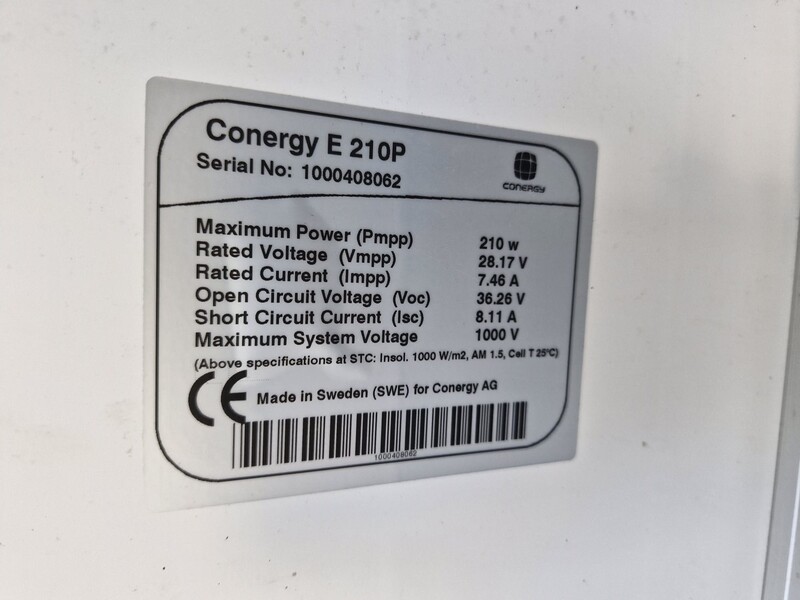 Conergy E 210P
Serial No: 1000408062
CONERGY
Maximum Power (Pmpp) 210 w
Rated Voltage (Vmpp) 28.17 V
Rated Current (Impp) 7.46 A
Open Circuit Voltage (Voc) 36.26 V
Short Circuit Current (Isc) 8.11 A
Maximum System Voltage 1000 V
(Above specifications at STC: Insol. 1000 W/m2, AM 1.5, Cell T 25°C)
CE Made in Sweden (SWE) for Conergy AG
1000408062